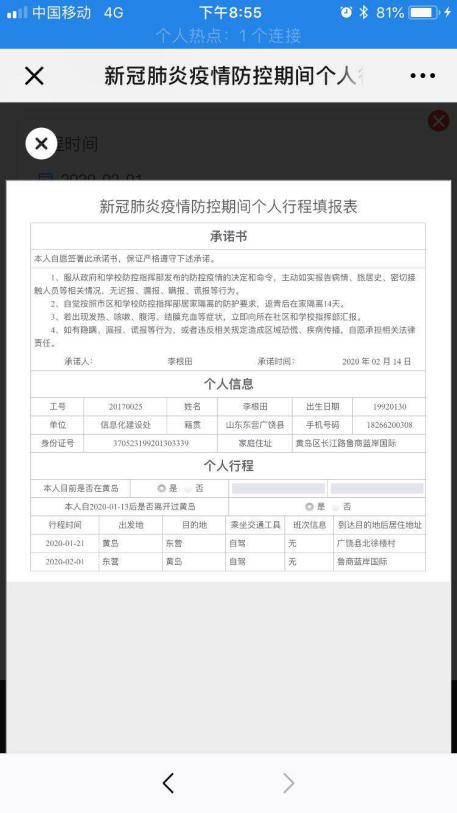 中国移动 4G 下午8:55 81%
个人热点：1个连接
新冠肺炎疫情防控期间个人
程时间
2020-02-01
新冠肺炎疫情防控期间个人行程填报表
承诺书
本人自愿签署此承诺书，保证严格遵守下述承诺。
1、服从政府和学校防控指挥部发布的防控疫情的决定和命令，主动如实报告病情、旅居史、密切接
触人员等相关情况、无迟报、漏报、瞒报、谎报等行为。
2、自觉按照市区和学校防控指挥部居家隔离的防护要求，返青后在家隔离14天。
3、若出现发热、咳嗽、腹泻、结膜充血等症状，立即向所在社区和学校指挥部汇报。
4、如有隐瞒、漏报、谎报等行为，或者违反相关规定造成区域恐慌、疾病传播，自愿承担相关法律
责任。
承诺人： 李根田 承诺时间： 2020 年 02 月 14 日
个人信息
工号 20170025 姓名 李根田 出生日期 19920130
单位 信息化建设处 籍贯 山东东营广饶县 手机号码 18266200308
身份证号 370523199201303339 家庭住址 黄岛区长江路鲁商蓝岸国际
个人行程
本人目前是否在黄岛 是 否
本人自2020-01-13后是否离开过黄岛 是 否
行程时间 出发地 目的地 乘坐交通工具 班次信息 到达目的地后居住地址
2020-01-21 黄岛 东营 自驾 无 广饶县北徐楼村
2020-02-01 东营 黄岛 自驾 无 鲁商蓝岸国际